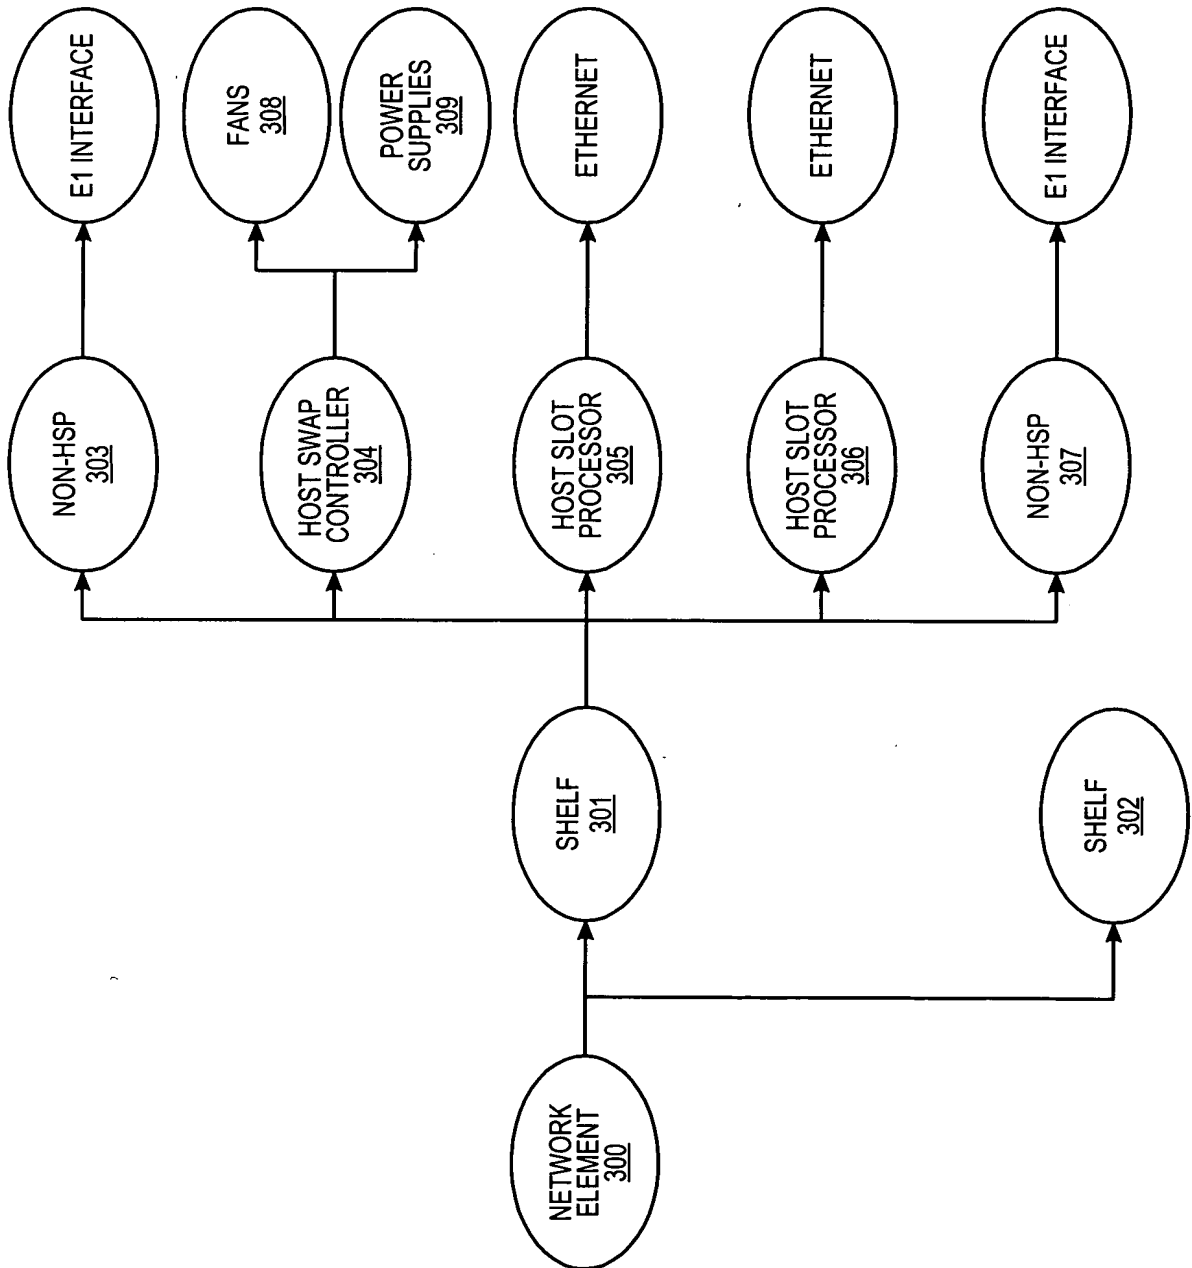 NETWORK
ELEMENT
300
SHELF
301
SHELF
302
NON-HSP
303
HOST SWAP
CONTROLLER
304
HOST SLOT
PROCESSOR
305
HOST SLOT
PROCESSOR
306
NON-HSP
307
E1 INTERFACE
FANS
308
POWER
SUPPLIES
309
ETHERNET
ETHERNET
E1 INTERFACE